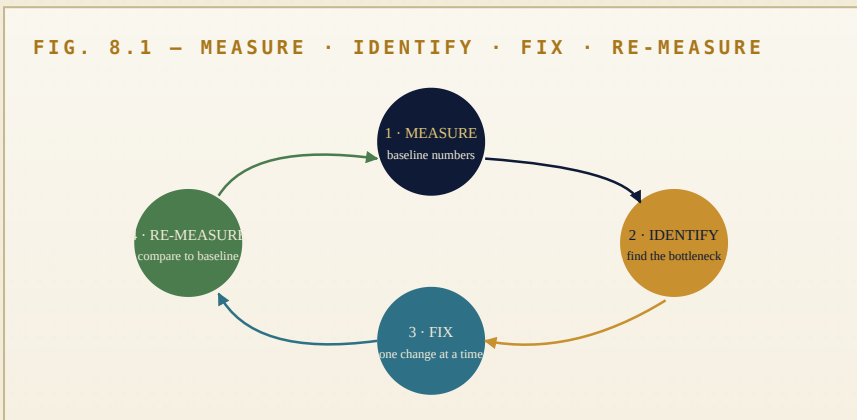 FIG. 8.1 — MEASURE · IDENTIFY · FIX · RE-MEASURE
1 · MEASURE
baseline numbers
2 · IDENTIFY
find the bottleneck
3 · FIX
one change at a time
· RE-MEASURE
compare to baseline